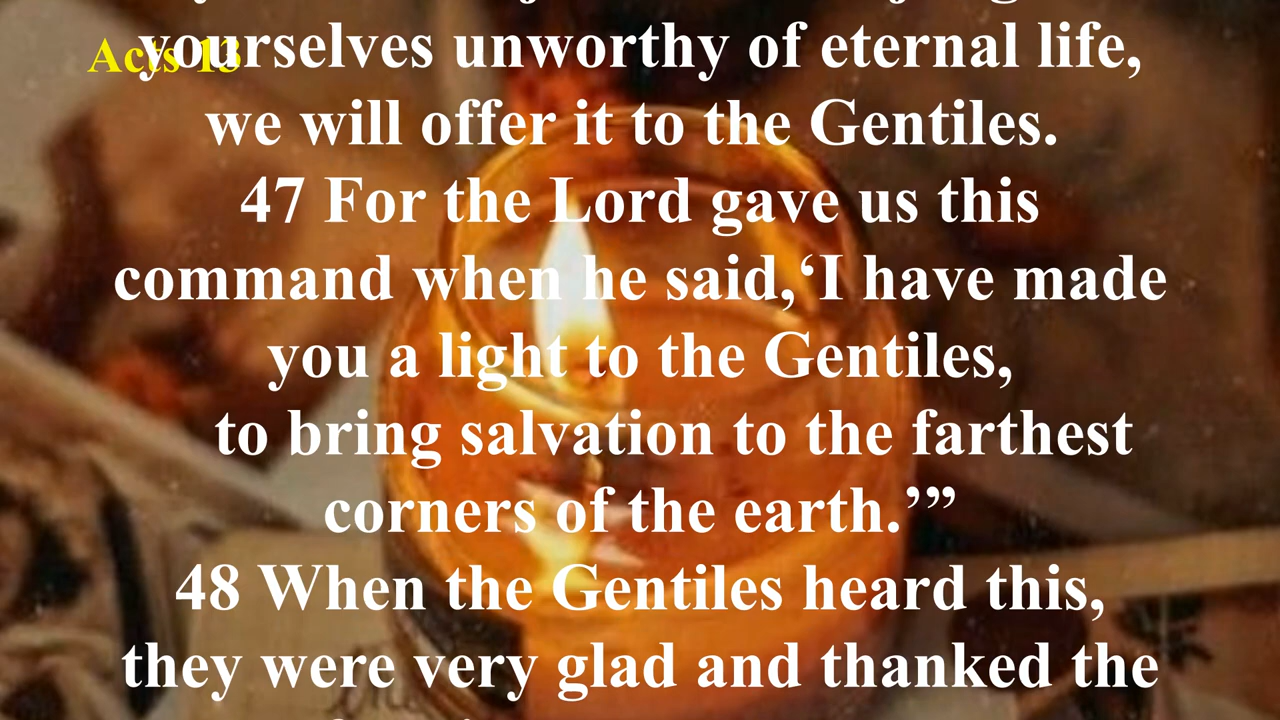 Acts 13
yourselves unworthy of eternal life,
we will offer it to the Gentiles.
47 For the Lord gave us this
command when he said,‘I have made
you a light to the Gentiles,
to bring salvation to the farthest
corners of the earth.’”
48 When the Gentiles heard this,
they were very glad and thanked the